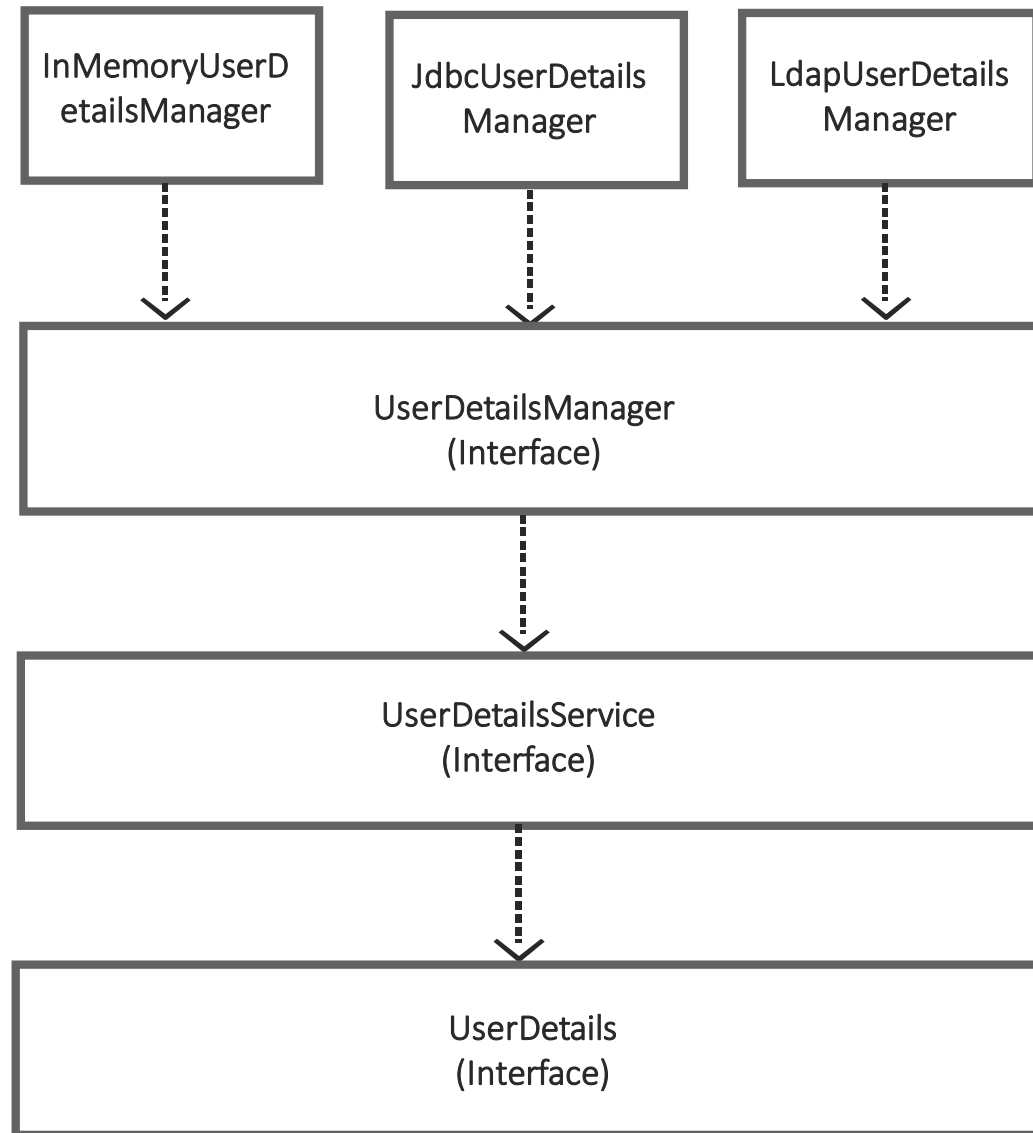 InMemoryUserD
etailsManager
JdbcUserDetails
Manager
LdapUserDetails
Manager
UserDetailsManager
(Interface)
UserDetailsService
(Interface)
UserDetails
(Interface)